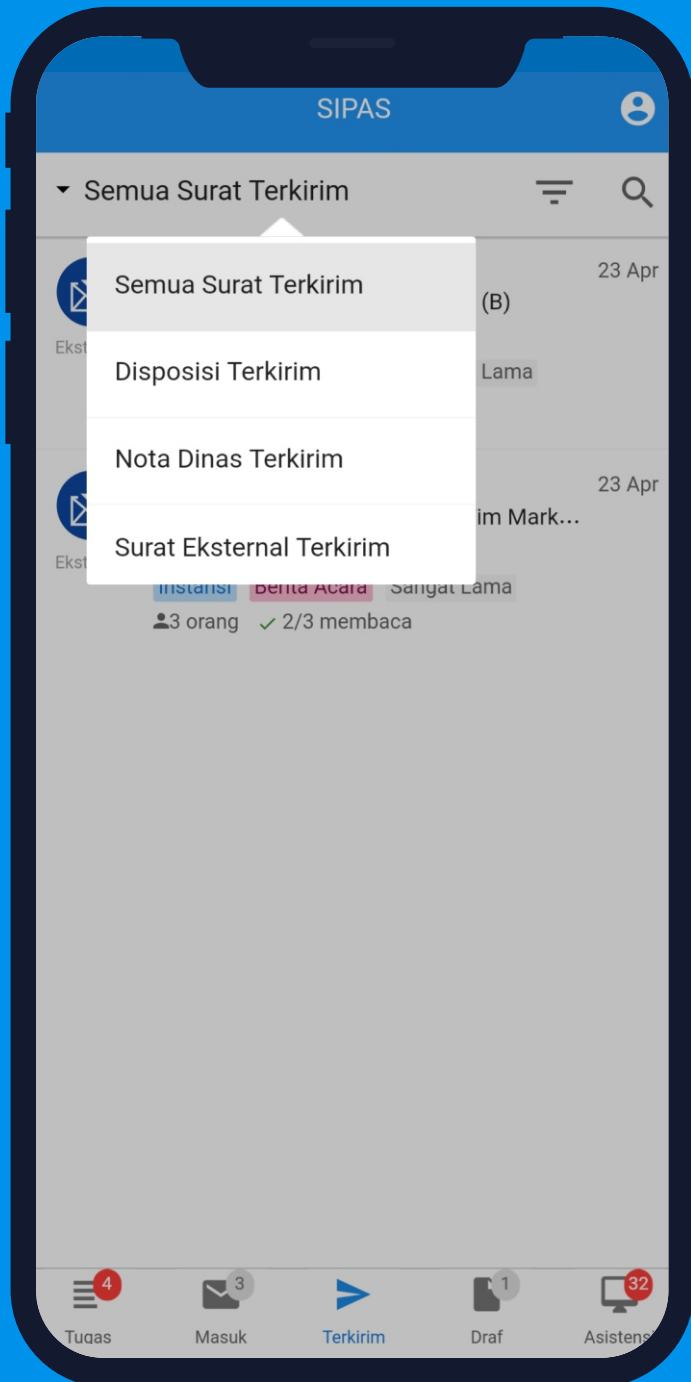 SIPAS
Semua Surat Terkirim
23 Apr
Semua Surat Terkirim
(B)
Disposisi Terkirim
Lama
Nota Dinas Terkirim
23 Apr
im Mark...
Surat Eksternal Terkirim
Instansi Berita Acara Sangat Lama
3 orang 2/3 membaca
4 3 1 32
Tugas Masuk Terkirim Draf Asistensi